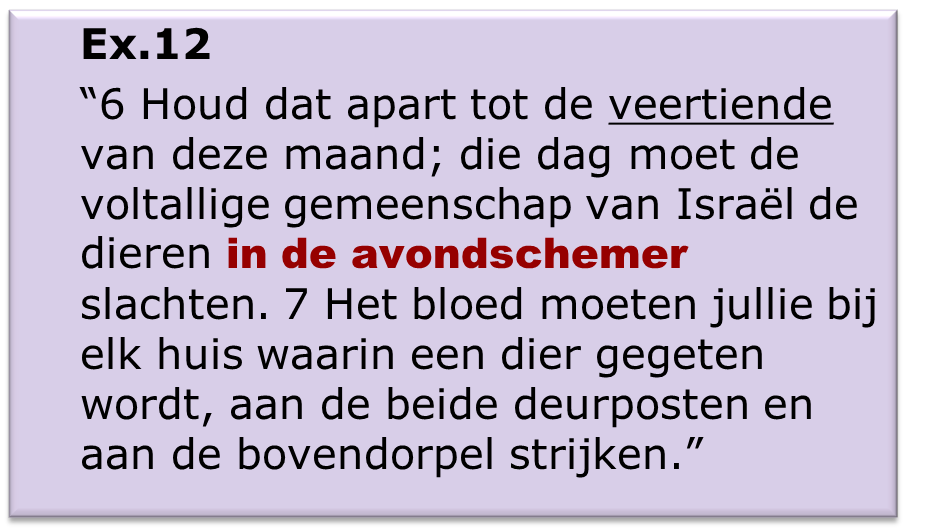 Ex.12
“6 Houd dat apart tot de veertiende
van deze maand; die dag moet de
voltallige gemeenschap van Israël de
dieren in de avondschemer
slachten. 7 Het bloed moeten jullie bij
elk huis waarin een dier gegeten
wordt, aan de beide deurposten en
aan de bovendorpel strijken.”